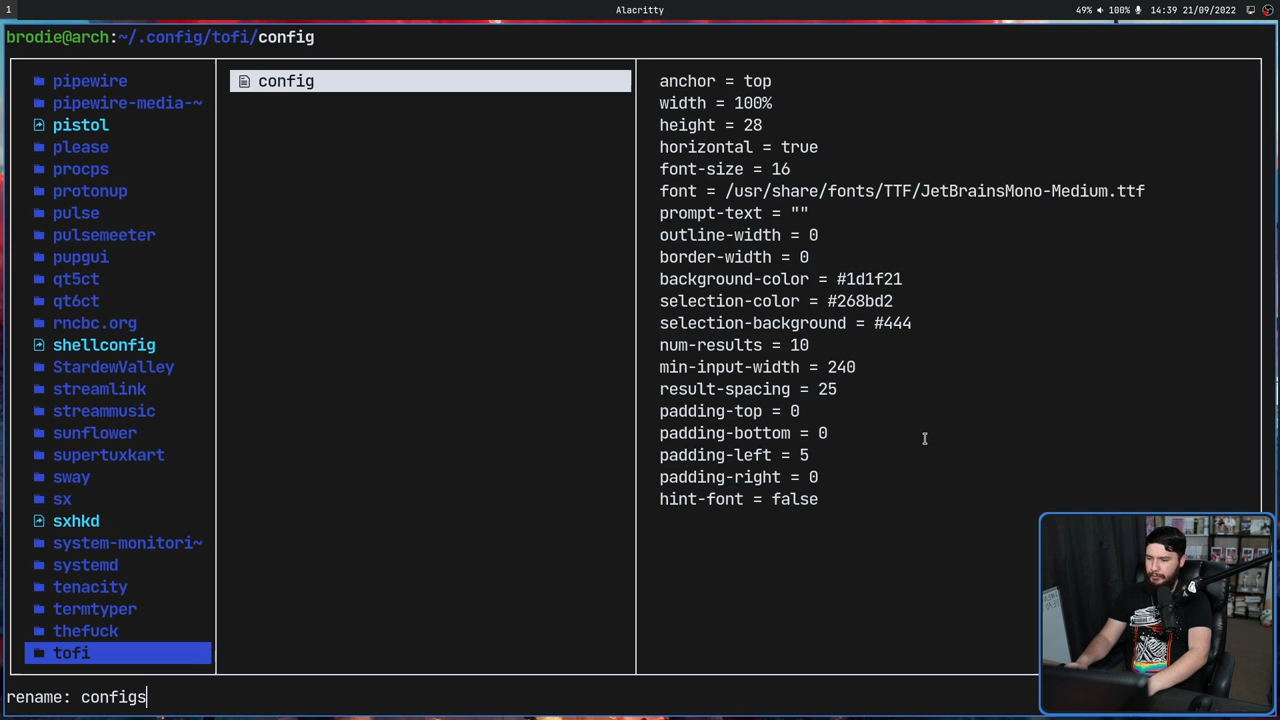 1
Alacritty
49% 100% 14:39 21/09/2022
brodie@arch:~/.config/tofi/config
pipewire
pipewire-media-~
pistol
please
procps
protonup
pulse
pulsemeeter
pupgui
qt5ct
qt6ct
rncbc.org
shellconfig
StardewValley
streamlink
streammusic
sunflower
supertuxkart
sway
sx
sxhkd
system-monitori~
systemd
tenacity
termtyper
thefuck
tofi
config
anchor = top
width = 100%
height = 28
horizontal = true
font-size = 16
font = /usr/share/fonts/TTF/JetBrainsMono-Medium.ttf
prompt-text = ""
outline-width = 0
border-width = 0
background-color = #1d1f21
selection-color = #268bd2
selection-background = #444
num-results = 10
min-input-width = 240
result-spacing = 25
padding-top = 0
padding-bottom = 0
padding-left = 5
padding-right = 0
hint-font = false
rename: configs